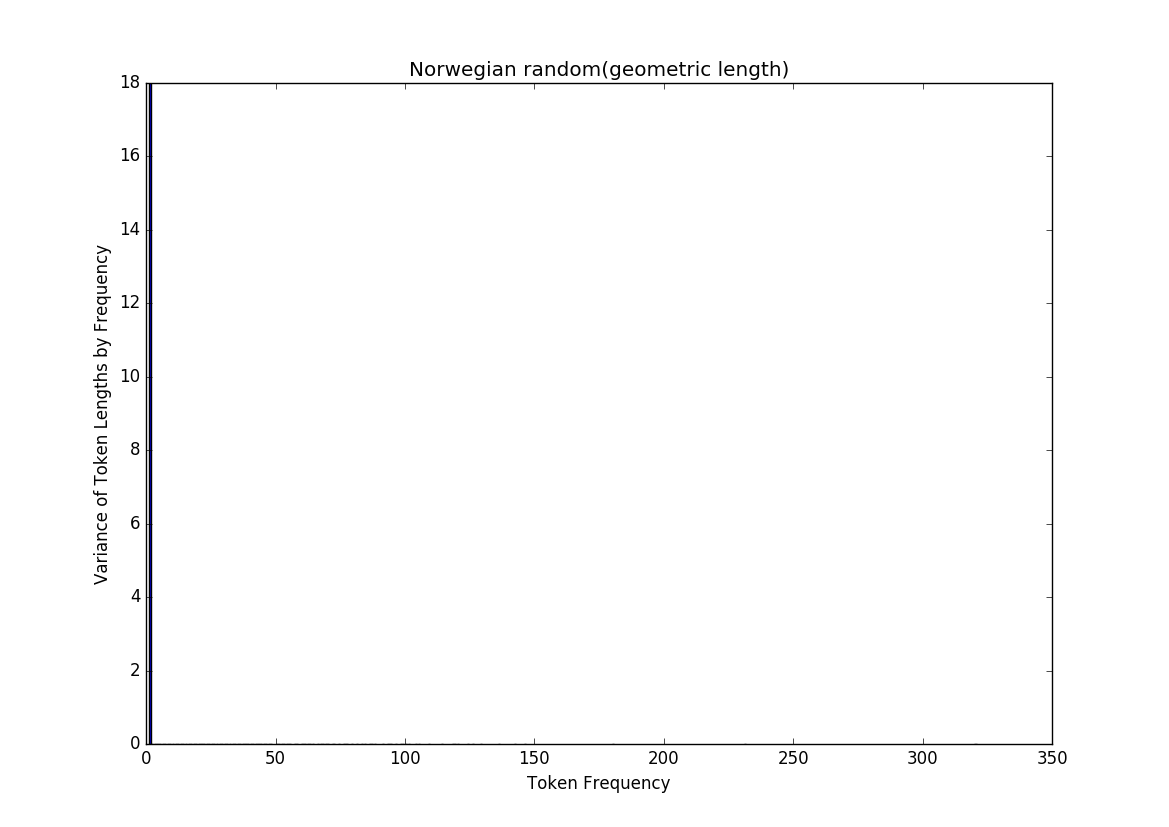 Norwegian random(geometric length)
18
16
14
12
10
8
6
4
2
0
Variance of Token Lengths by Frequency
0 50 100 150 200 250 300 350
Token Frequency